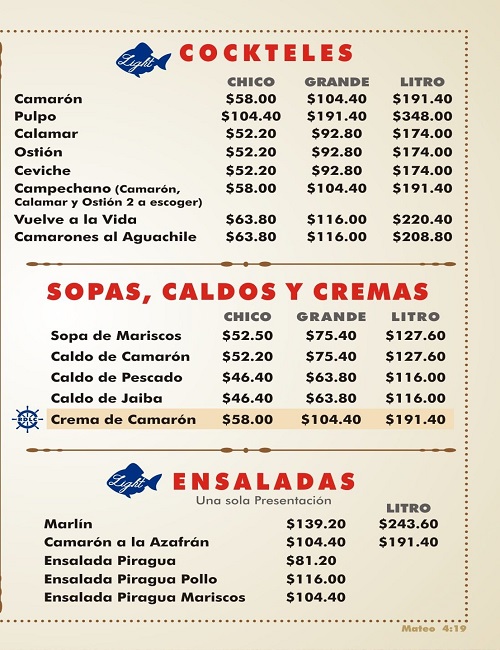 Light COCKTELES
CHICO GRANDE LITRO
Camarón $58.00 $104.40 $191.40
Pulpo $104.40 $191.40 $348.00
Calamar $52.20 $92.80 $174.00
Ostión $52.20 $92.80 $174.00
Ceviche $52.20 $92.80 $174.00
Campechano (Camarón, $58.00 $104.40 $191.40
Calamar y Ostión 2 a escoger)
Vuelve a la Vida $63.80 $116.00 $220.40
Camarones al Aguachile $63.80 $116.00 $208.80
SOPAS, CALDOS Y CREMAS
CHICO GRANDE LITRO
Sopa de Mariscos $52.50 $75.40 $127.60
Caldo de Camarón $52.20 $75.40 $127.60
Caldo de Pescado $46.40 $63.80 $116.00
Caldo de Jaiba $46.40 $63.80 $116.00
RDLC Crema de Camarón $58.00 $104.40 $191.40
Light ENSALADAS
Una sola Presentación
LITRO
Marlín $139.20 $243.60
Camarón a la Azafrán $104.40 $191.40
Ensalada Piragua $81.20
Ensalada Piragua Pollo $116.00
Ensalada Piragua Mariscos $104.40
Mateo 4:19